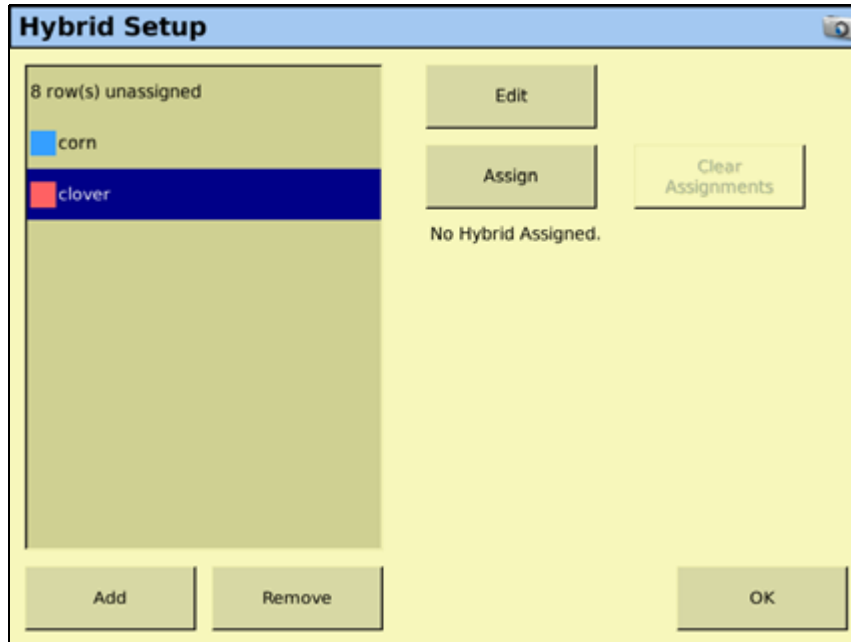 Hybrid Setup
8 row(s) unassigned
corn
clover
Edit
Assign
Clear
Assignments
No Hybrid Assigned.
Add
Remove
OK